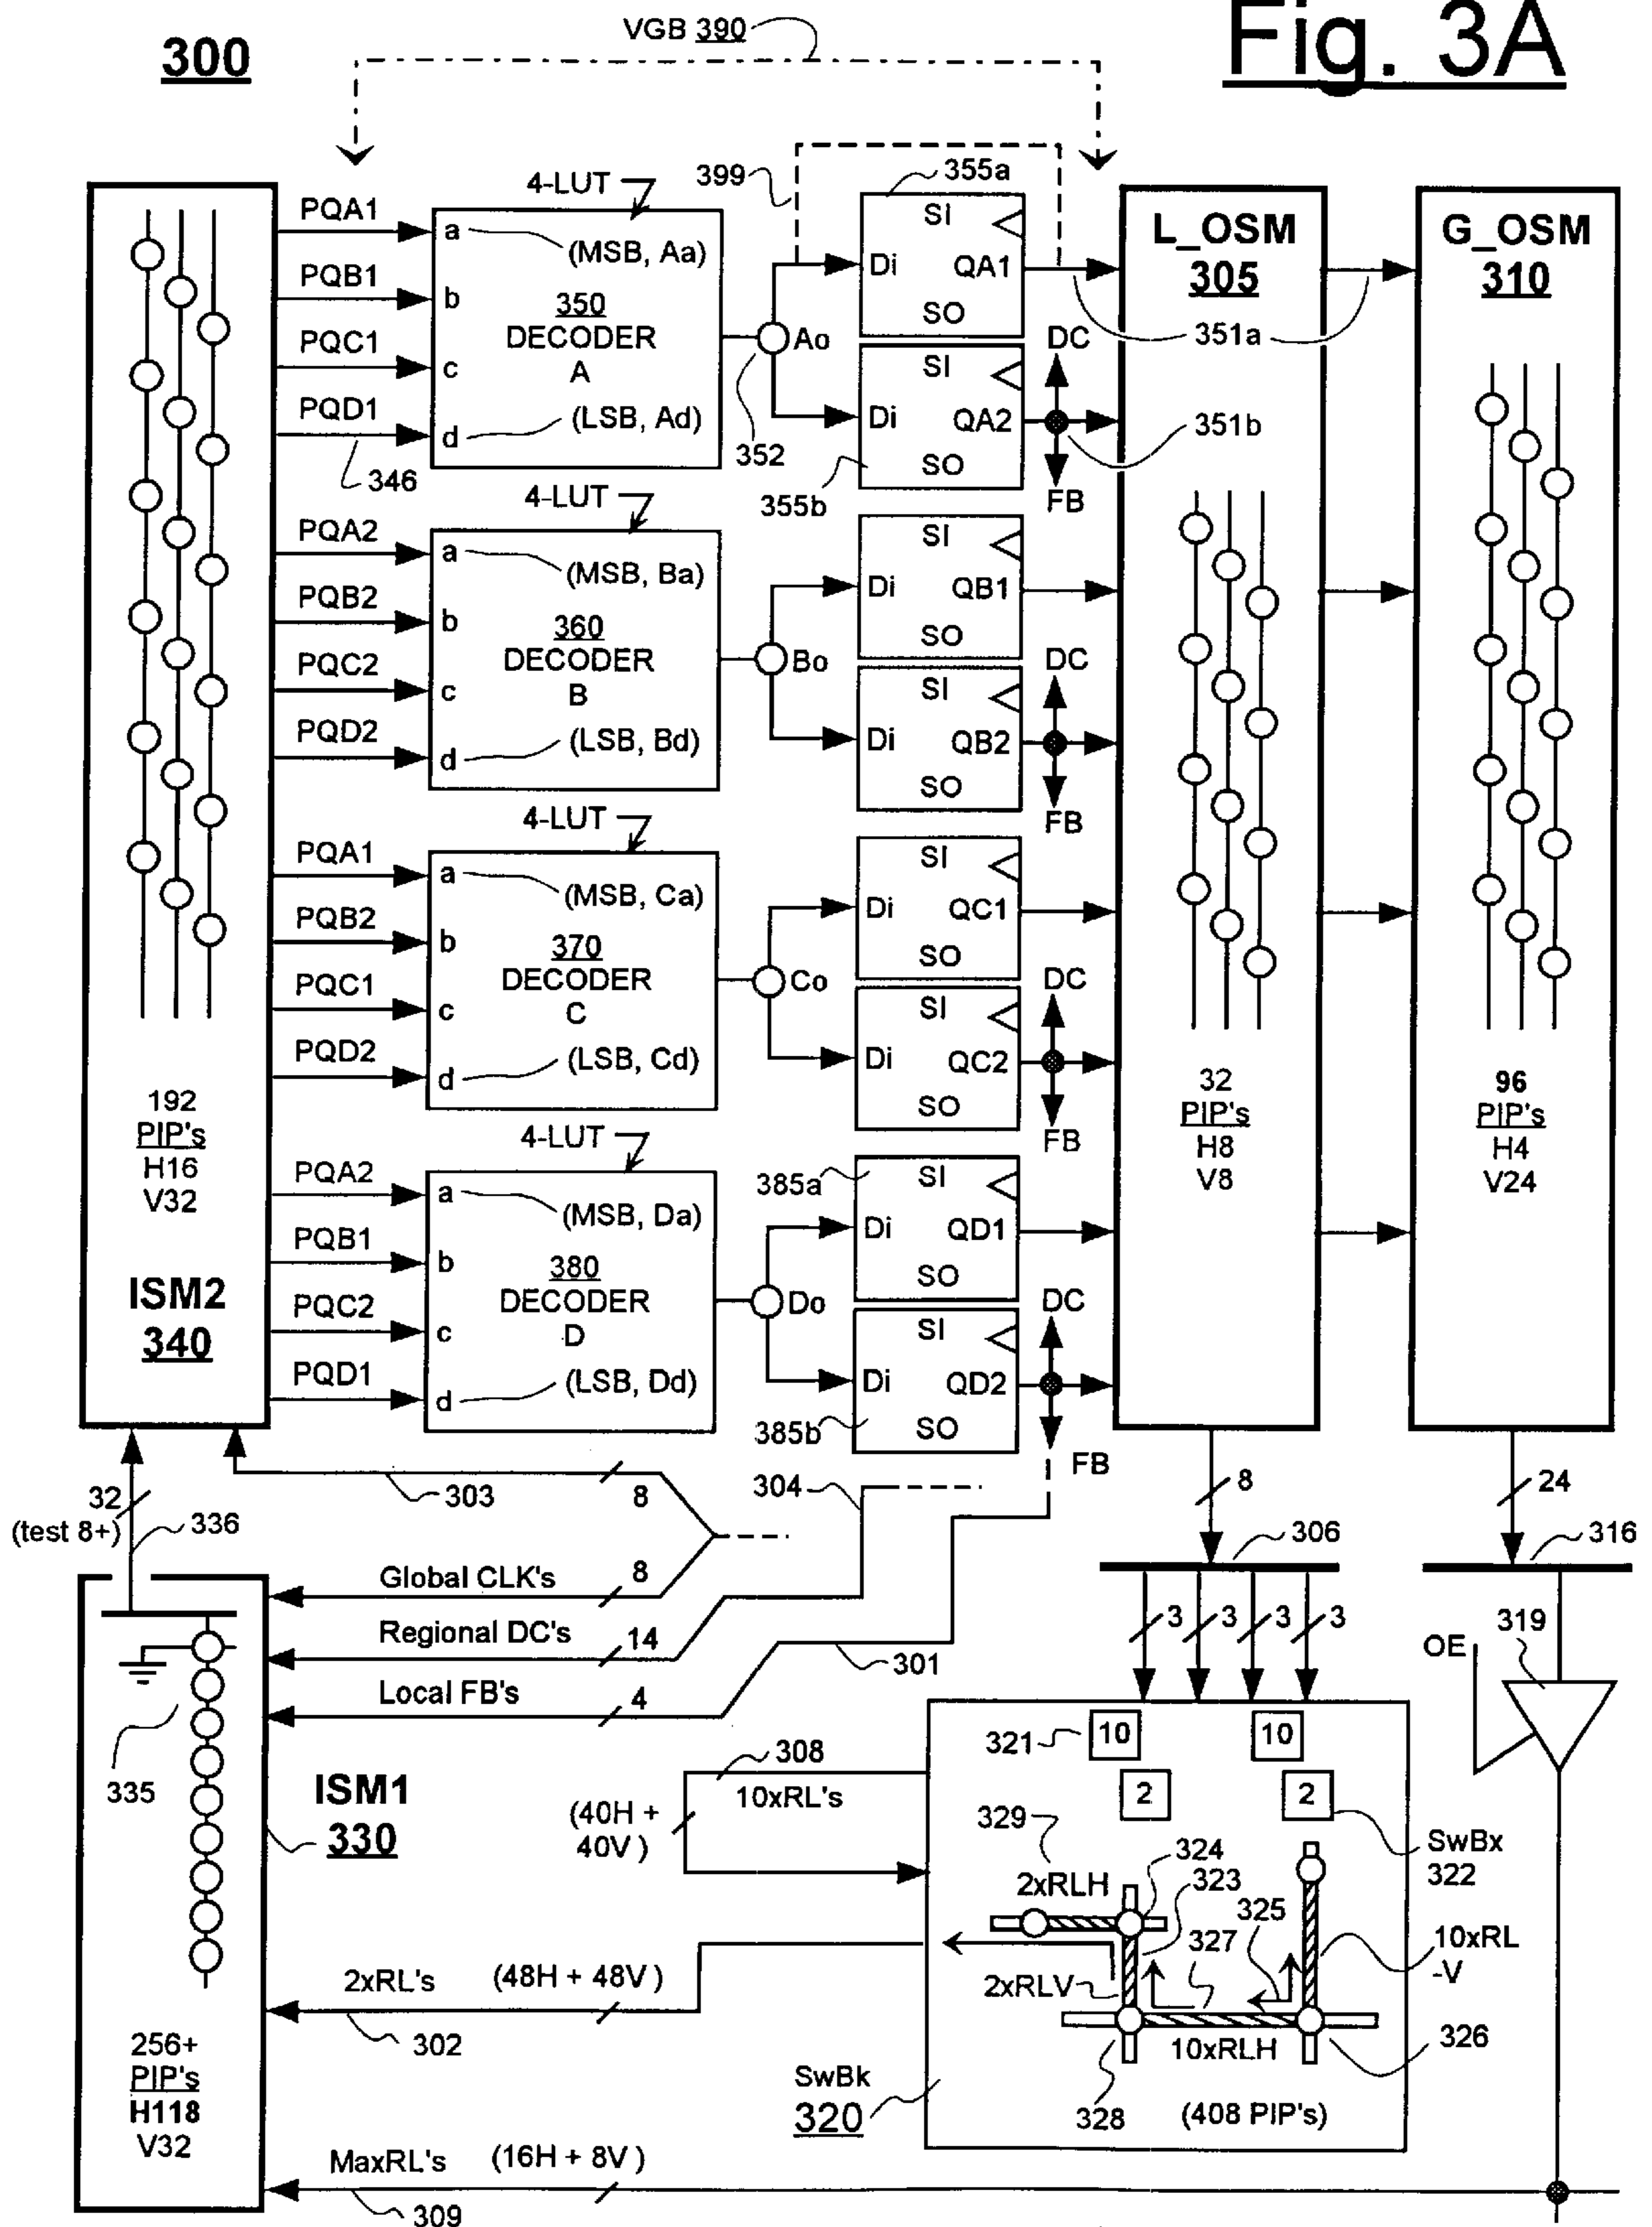 Fig. 3A
300
VGB 390
399
355a
4-LUT
PQA1
a
(MSB, Aa)
PQB1
b
350
DECODER
A
PQC1
c
PQD1
d
(LSB, Ad)
346
352
Ao
SI
Di
QA1
SO
SI
Di
QA2
SO
355b
DC
FB
351a
351b
L_OSM
305
G_OSM
310
4-LUT
PQA2
a
(MSB, Ba)
PQB2
b
360
DECODER
B
PQC2
c
PQD2
d
(LSB, Bd)
Bo
SI
Di
QB1
SO
SI
Di
QB2
SO
DC
FB
4-LUT
PQA1
a
(MSB, Ca)
PQB2
b
370
DECODER
C
PQC1
c
PQD2
d
(LSB, Cd)
Co
SI
Di
QC1
SO
SI
Di
QC2
SO
DC
FB
192
PIP's
H16
V32
ISM2
340
32
PIP's
H8
V8
96
PIP's
H4
V24
4-LUT
PQA2
a
(MSB, Da)
PQB1
b
380
DECODER
D
PQC2
c
PQD1
d
(LSB, Dd)
Do
385a
SI
Di
QD1
SO
SI
Di
QD2
SO
385b
DC
FB
32
(test 8+)
336
303
8
304
8
306
24
316
Global CLK's
8
Regional DC's
14
Local FB's
4
301
3
3
3
3
OE
319
335
ISM1
330
308
10xRL's
(40H +
40V )
321
10
10
2
2
SwBx
322
329
2xRLH
324
323
325
327
2xRLV
10xRL
-V
10xRLH
326
328
(408 PIP's)
SwBk
320
2xRL's
(48H + 48V)
302
256+
PIP's
H118
V32
MaxRL's
(16H + 8V )
309